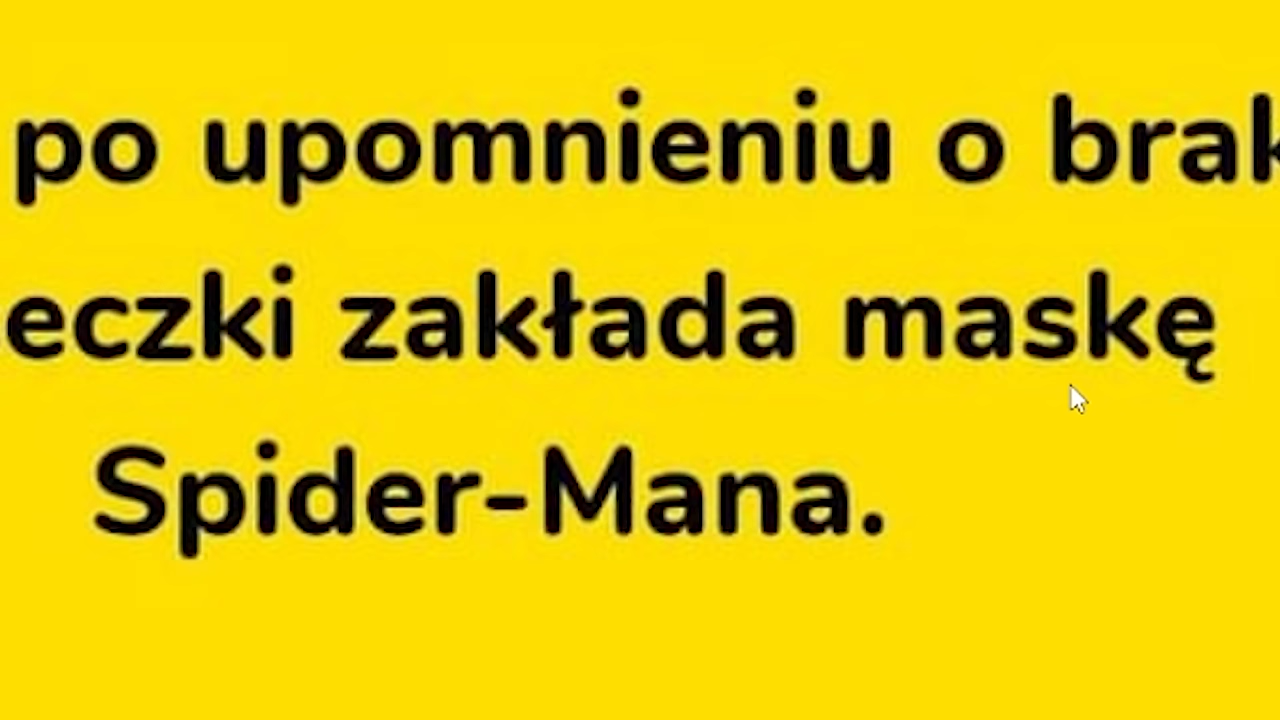 po upomnieniu o brak
eczki zakłada maskę
Spider-Mana.